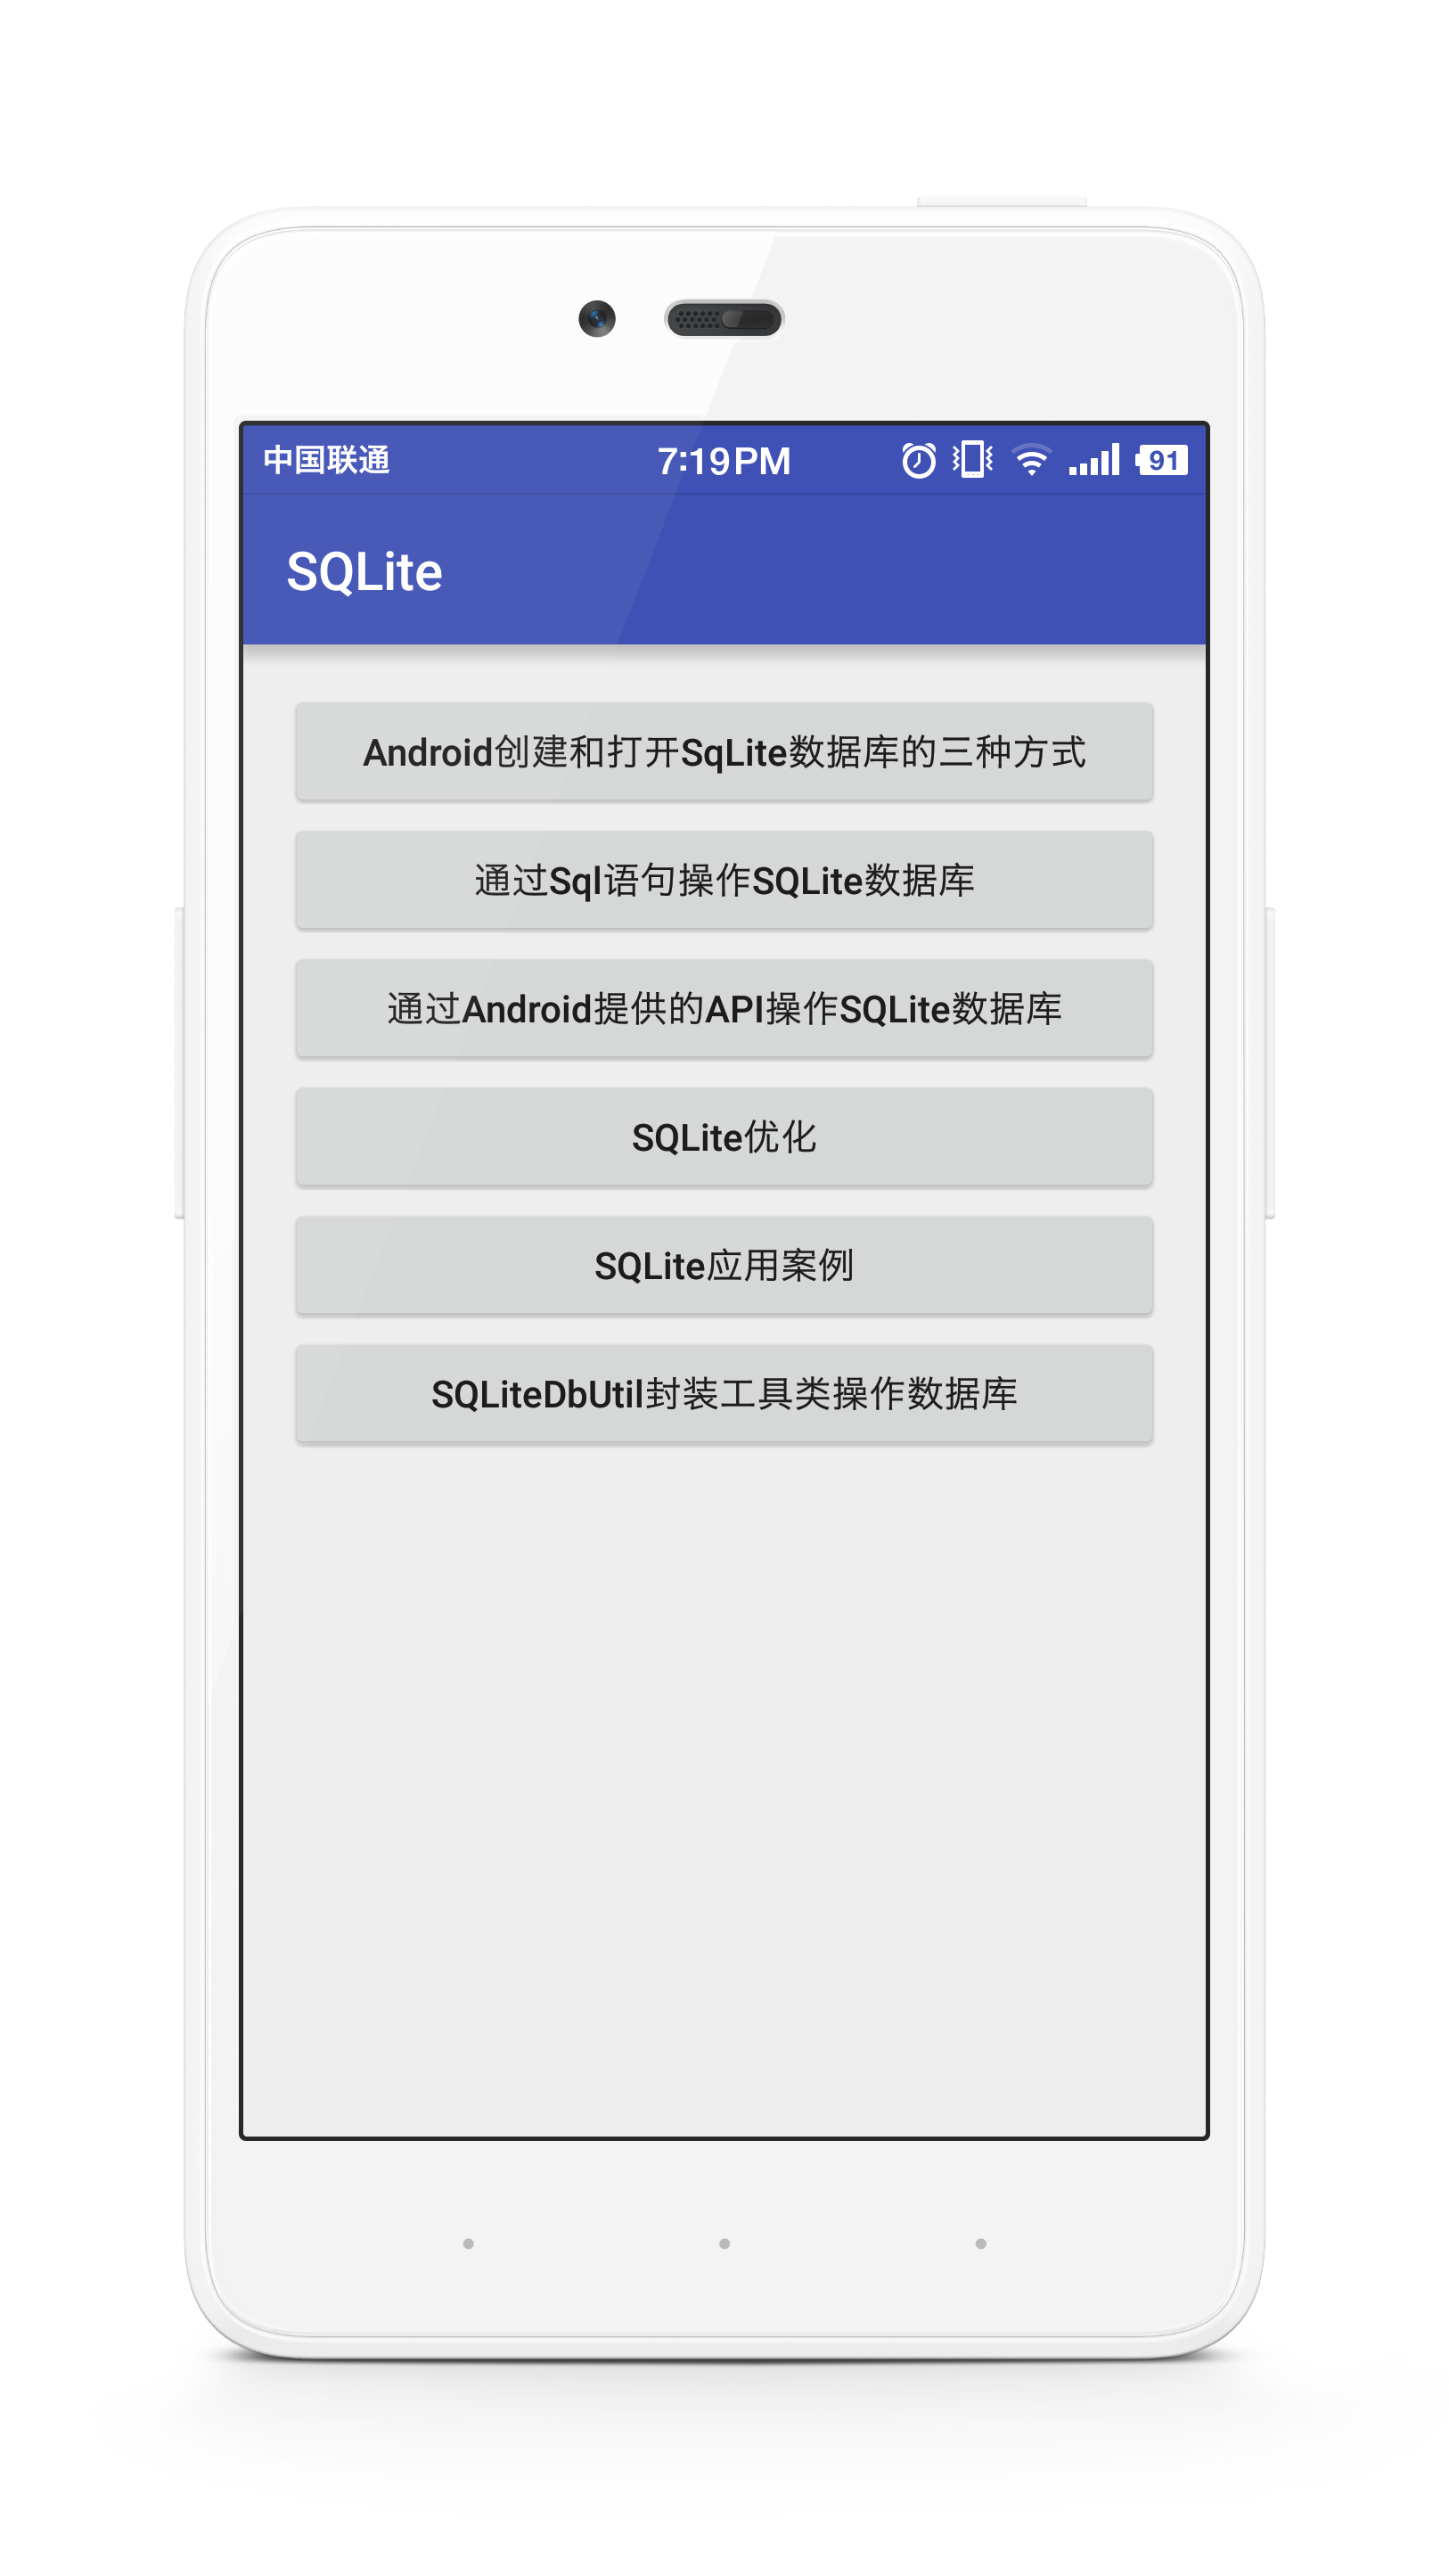 中国联通 7:19PM 91
SQLite
Android创建和打开SqLite数据库的三种方式
通过Sql语句操作SQLite数据库
通过Android提供的API操作SQLite数据库
SQLite优化
SQLite应用案例
SQLiteDbUtil封装工具类操作数据库